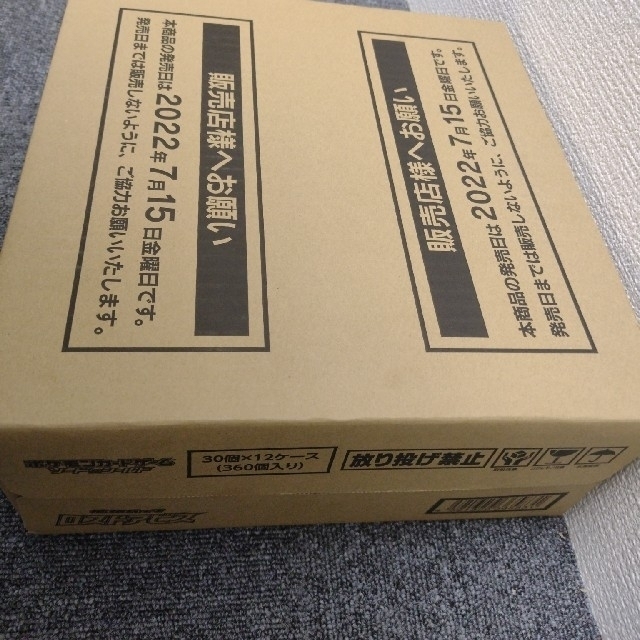 販売店様へお願い
本商品の発売日は2022年7月15日金曜日です。
発売日までは販売しないように、ご協力お願いいたします。
販売店様へお願い
本商品の発売日は2022年7月15日金曜日です。
発売日までは販売しないように、ご協力お願いいたします。
30個×12ケース
(360個入り)
放り投げ禁止